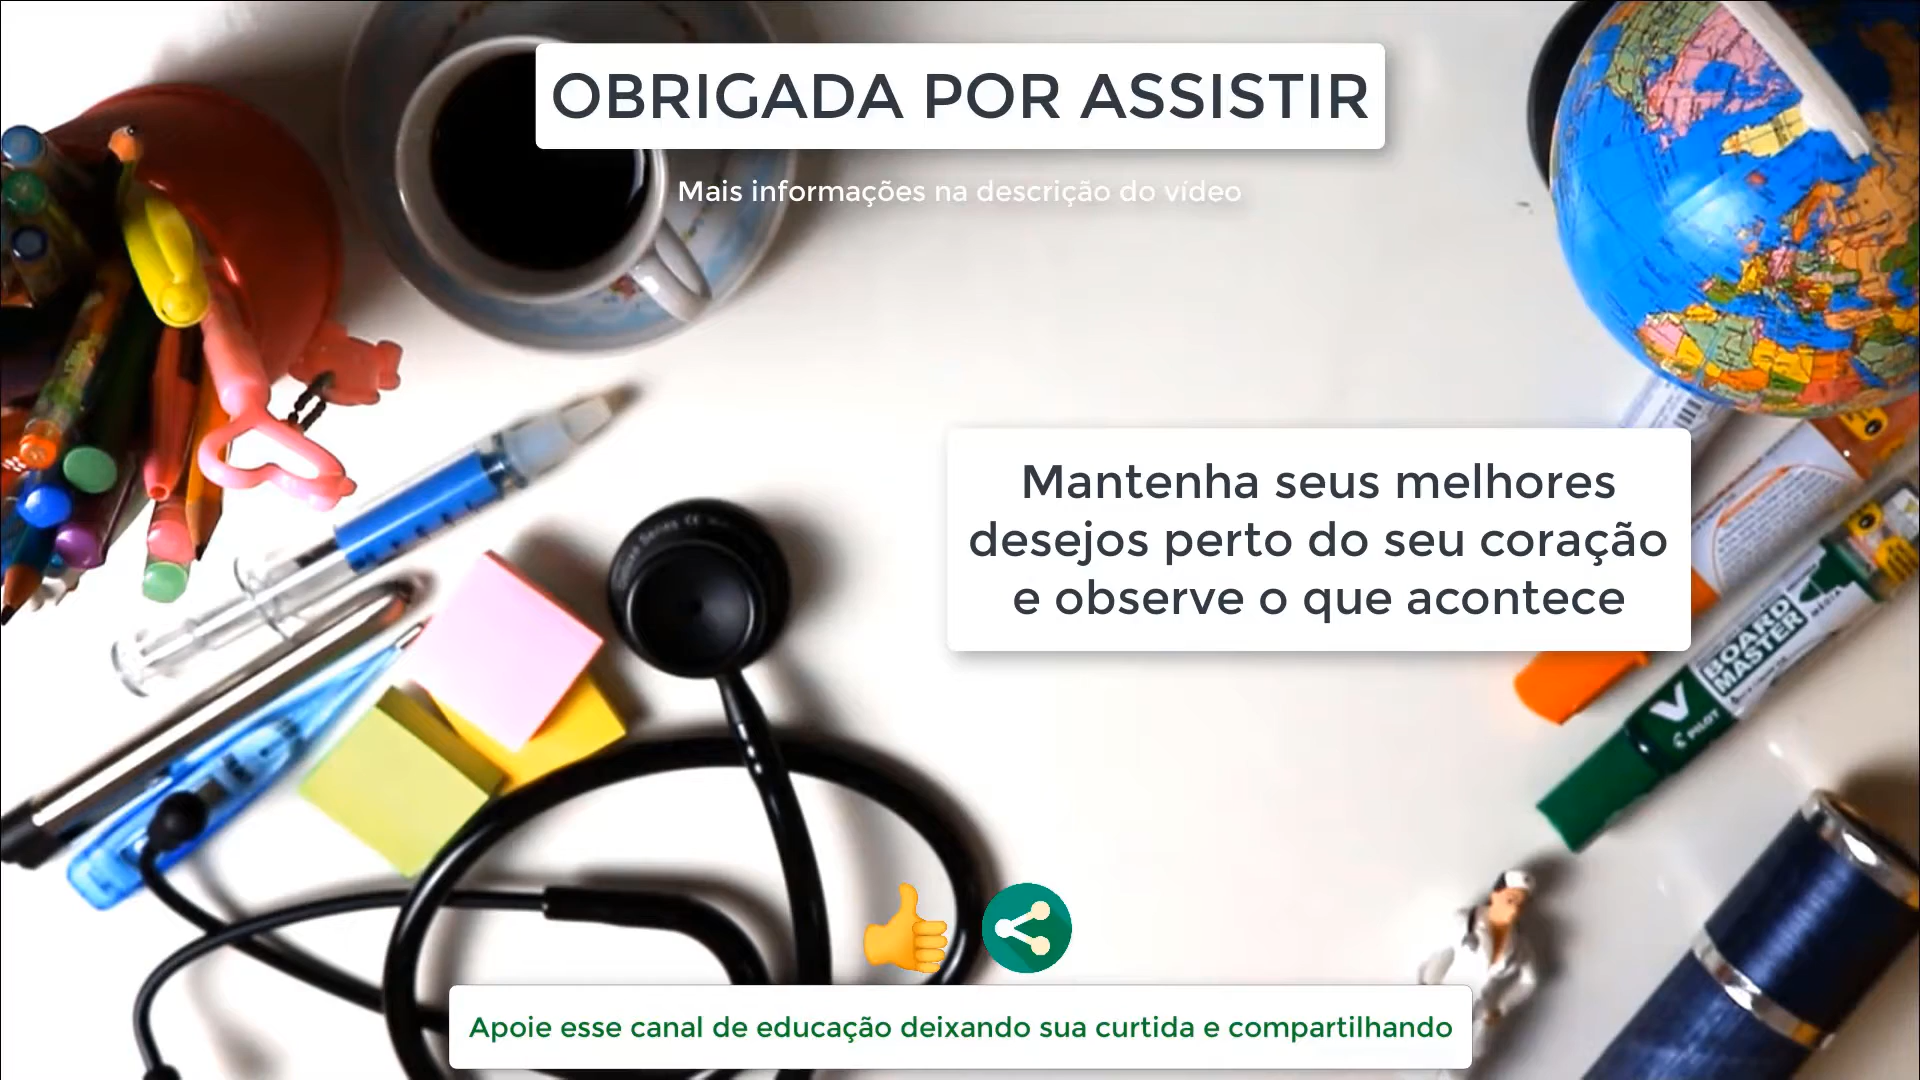 OBRIGADA POR ASSISTIR
Mais informações na descrição do vídeo
Mantenha seus melhores
desejos perto do seu coração
e observe o que acontece
BOARD
MASTER
V
PILOT
Apoie esse canal de educação deixando sua curtida e compartilhando